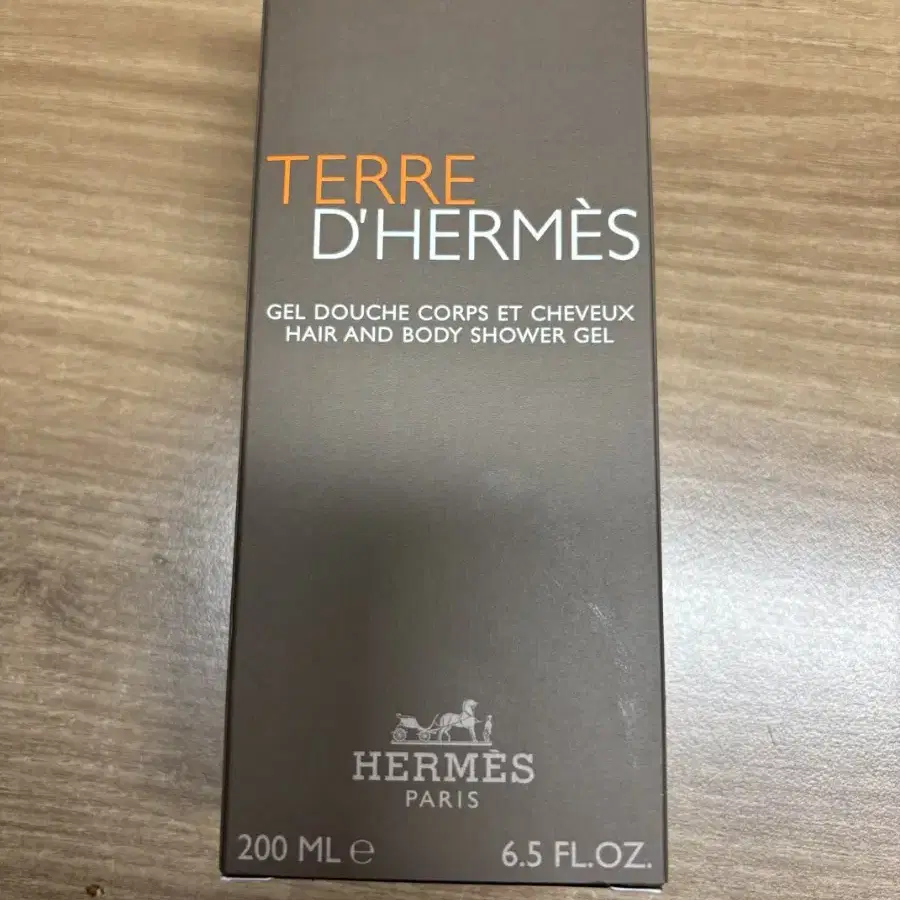 TERRE
D'HERMÈS
GEL DOUCHE CORPS ET CHEVEUX
HAIR AND BODY SHOWER GEL
HERMÈS
PARIS
200 ML ℮
6.5 FL.OZ.